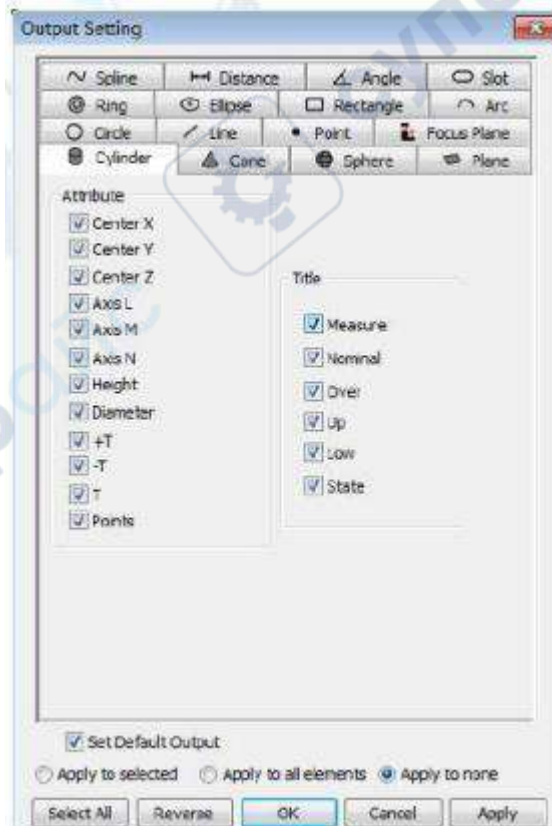 Output Setting
Spline Distance Angle Slot
Ring Ellipse Rectangle Arc
Circle Line Point Focus Plane
Cylinder Cone Sphere Plane
Attribute
Center X
Center Y
Center Z
Axis L
Axis M
Axis N
Height
Diameter
+T
-T
T
Points
Title
Measure
Nominal
Over
Up
Low
State
Set Default Output
Apply to selected Apply to all elements Apply to none
Select All Reverse OK Cancel Apply